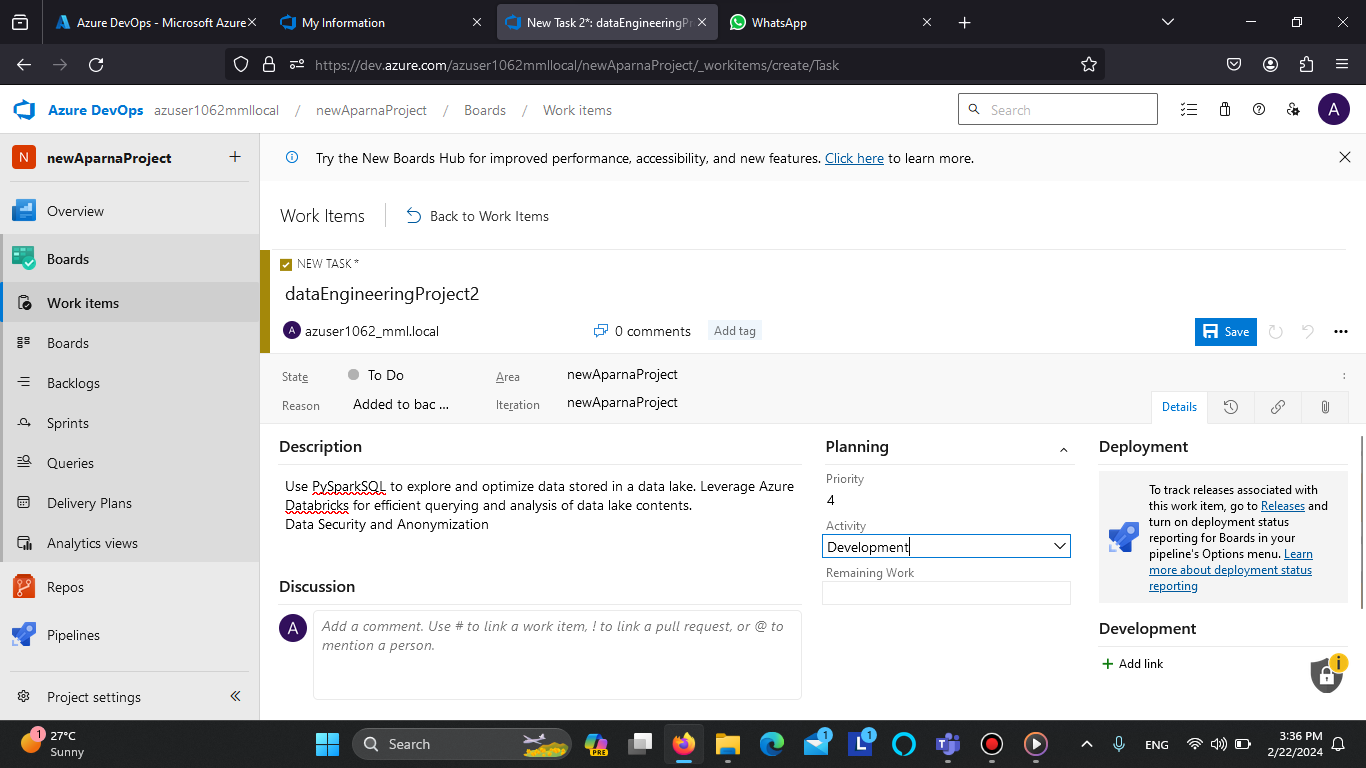 Azure DevOps - Microsoft Azure
My Information
New Task 2*: dataEngineeringPr
WhatsApp
https://dev.azure.com/azuser1062mmllocal/newAparnaProject/_workitems/create/Task
Azure DevOps azuser1062mmllocal / newAparnaProject / Boards / Work items
Search
A
N newAparnaProject
Try the New Boards Hub for improved performance, accessibility, and new features. Click here to learn more.
Overview
Boards
Work items
Boards
Backlogs
Sprints
Queries
Delivery Plans
Analytics views
Repos
Pipelines
Project settings
Work Items
Back to Work Items
NEW TASK *
dataEngineeringProject2
A azuser1062_mml.local
0 comments
Add tag
Save
State To Do
Area newAparnaProject
Reason Added to bac ...
Iteration newAparnaProject
Details
Description
Use PySparkSQL to explore and optimize data stored in a data lake. Leverage Azure
Databricks for efficient querying and analysis of data lake contents.
Data Security and Anonymization
Discussion
A
Add a comment. Use # to link a work item, ! to link a pull request, or @ to
mention a person.
Planning
Priority
4
Activity
Development
Remaining Work
Deployment
To track releases associated with
this work item, go to Releases and
turn on deployment status
reporting for Boards in your
pipeline's Options menu. Learn
more about deployment status
reporting
Development
+ Add link
1
27°C
Sunny
Search
PRE
1
L 1
ENG
3:36 PM
2/22/2024